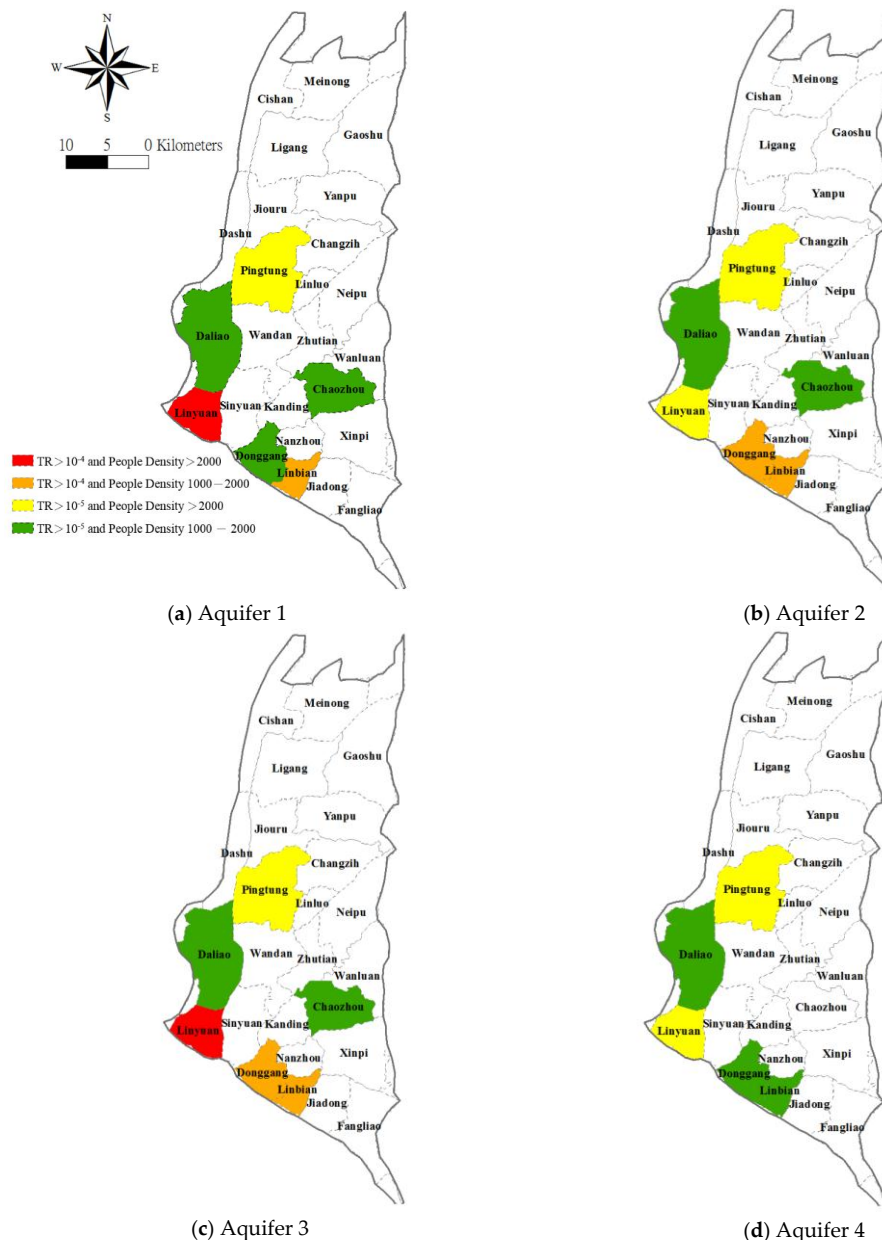 N
W E
S
10 5 0 Kilometers
Meinong
Cishan
Gaoshu
Ligang
Yanpu
Jiouru
Dashu
Changzih
Pingtung
Linluo
Neipu
Daliao
Wandan
Zhutian
Wanluan
Chaozhou
Linyuan
Sinyuan
Kanding
Nanzhou
Xinpi
Donggang
Linbian
Jiadong
Fangliao
TR>10⁻⁴ and People Density>2000
TR>10⁻⁴ and People Density 1000－2000
TR>10⁻⁵ and People Density >2000
TR>10⁻⁵ and People Density 1000 － 2000
(a) Aquifer 1
Meinong
Cishan
Gaoshu
Ligang
Yanpu
Jiouru
Dashu
Changzih
Pingtung
Linluo
Neipu
Daliao
Wandan
Zhutian
Wanluan
Chaozhou
Linyuan
Sinyuan
Kanding
Nanzhou
Xinpi
Donggang
Linbian
Jiadong
Fangliao
(b) Aquifer 2
Meinong
Cishan
Gaoshu
Ligang
Yanpu
Jiouru
Dashu
Changzih
Pingtung
Linluo
Neipu
Daliao
Wandan
Zhutian
Wanluan
Chaozhou
Linyuan
Sinyuan
Kanding
Nanzhou
Xinpi
Donggang
Linbian
Jiadong
Fangliao
(c) Aquifer 3
Meinong
Cishan
Gaoshu
Ligang
Yanpu
Jiouru
Dashu
Changzih
Pingtung
Linluo
Neipu
Daliao
Wandan
Zhutian
Wanluan
Chaozhou
Linyuan
Sinyuan
Kanding
Nanzhou
Xinpi
Donggang
Linbian
Jiadong
Fangliao
(d) Aquifer 4